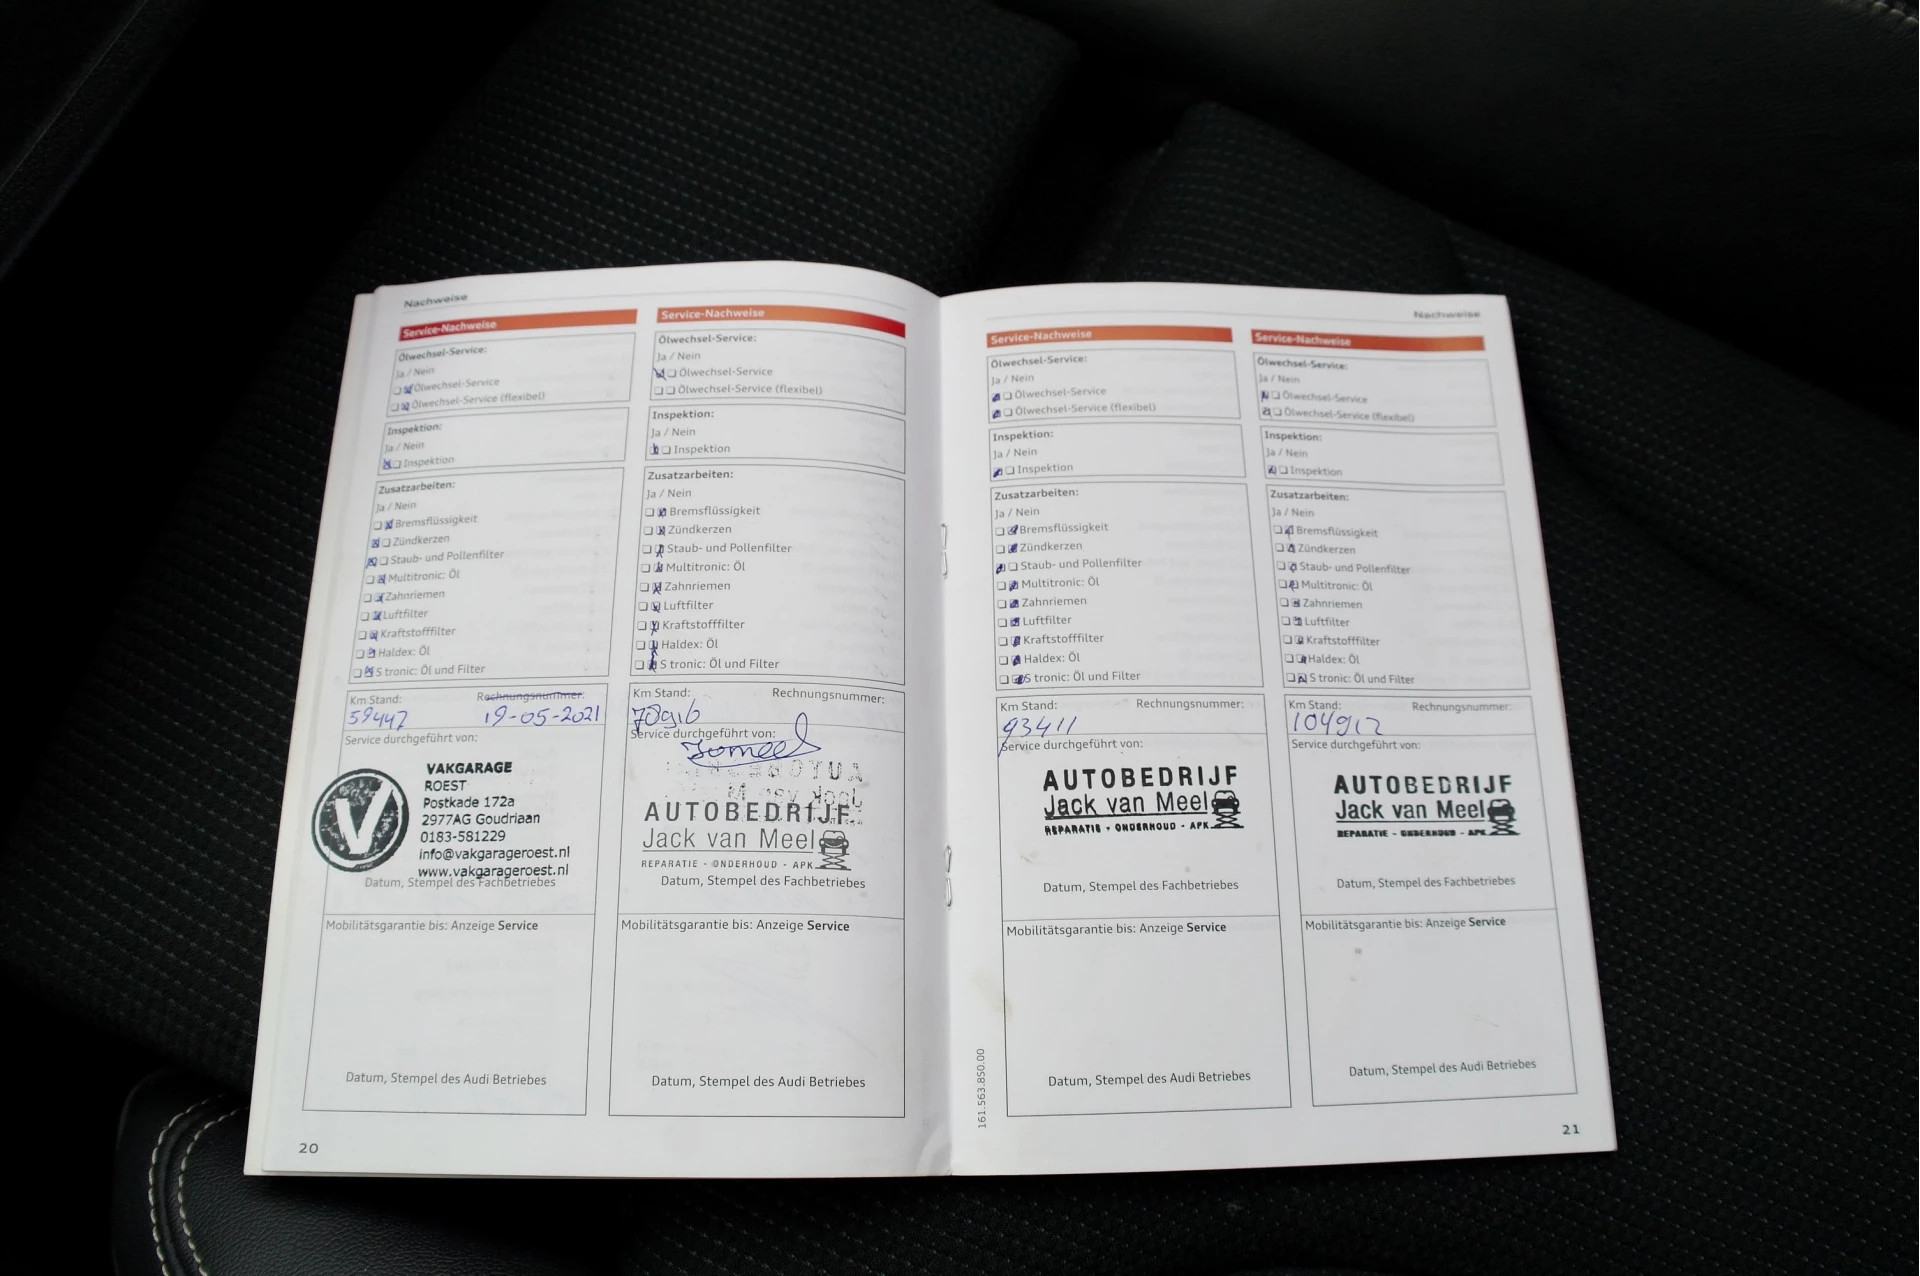 Nachweise
Service-Nachweise
Ölwechsel-Service:
Ja / Nein
Ölwechsel-Service
Ölwechsel-Service (flexibel)
Inspektion:
Ja / Nein
Inspektion
Zusatzarbeiten:
Ja / Nein
Bremsflüssigkeit
Zündkerzen
Staub- und Pollenfilter
Multitronic: Öl
Zahnriemen
Luftfilter
Kraftstofffilter
Haldex: Öl
S tronic: Öl und Filter
Km Stand: Rechnungsnummer:
59447 19-05-2021
Service durchgeführt von:
VAKGARAGE
ROEST
Postkade 172a
2977AG Goudriaan
0183-581229
info@vakgarageroest.nl
www.vakgarageroest.nl
Datum, Stempel des Fachbetriebes
Mobilitätsgarantie bis: Anzeige Service
Datum, Stempel des Audi Betriebes
20
Service-Nachweise
Ölwechsel-Service:
Ja / Nein
Ölwechsel-Service
Ölwechsel-Service (flexibel)
Inspektion:
Ja / Nein
Inspektion
Zusatzarbeiten:
Ja / Nein
Bremsflüssigkeit
Zündkerzen
Staub- und Pollenfilter
Multitronic: Öl
Zahnriemen
Luftfilter
Kraftstofffilter
Haldex: Öl
S tronic: Öl und Filter
Km Stand: Rechnungsnummer:
78916
Service durchgeführt von:
AUTOBEDRIJF
Jack van Meel
REPARATIE - ONDERHOUD - APK
Datum, Stempel des Fachbetriebes
Mobilitätsgarantie bis: Anzeige Service
Datum, Stempel des Audi Betriebes
Nachweise
Service-Nachweise
Ölwechsel-Service:
Ja / Nein
Ölwechsel-Service
Ölwechsel-Service (flexibel)
Inspektion:
Ja / Nein
Inspektion
Zusatzarbeiten:
Ja / Nein
Bremsflüssigkeit
Zündkerzen
Staub- und Pollenfilter
Multitronic: Öl
Zahnriemen
Luftfilter
Kraftstofffilter
Haldex: Öl
S tronic: Öl und Filter
Km Stand: Rechnungsnummer:
93411
Service durchgeführt von:
AUTOBEDRIJF
Jack van Meel
REPARATIE - ONDERHOUD - APK
Datum, Stempel des Fachbetriebes
Mobilitätsgarantie bis: Anzeige Service
Datum, Stempel des Audi Betriebes
161.563.850.00
Service-Nachweise
Ölwechsel-Service:
Ja / Nein
Ölwechsel-Service
Ölwechsel-Service (flexibel)
Inspektion:
Ja / Nein
Inspektion
Zusatzarbeiten:
Ja / Nein
Bremsflüssigkeit
Zündkerzen
Staub- und Pollenfilter
Multitronic: Öl
Zahnriemen
Luftfilter
Kraftstofffilter
Haldex: Öl
S tronic: Öl und Filter
Km Stand: Rechnungsnummer:
104912
Service durchgeführt von:
AUTOBEDRIJF
Jack van Meel
REPARATIE - ONDERHOUD - APK
Datum, Stempel des Fachbetriebes
Mobilitätsgarantie bis: Anzeige Service
Datum, Stempel des Audi Betriebes
21